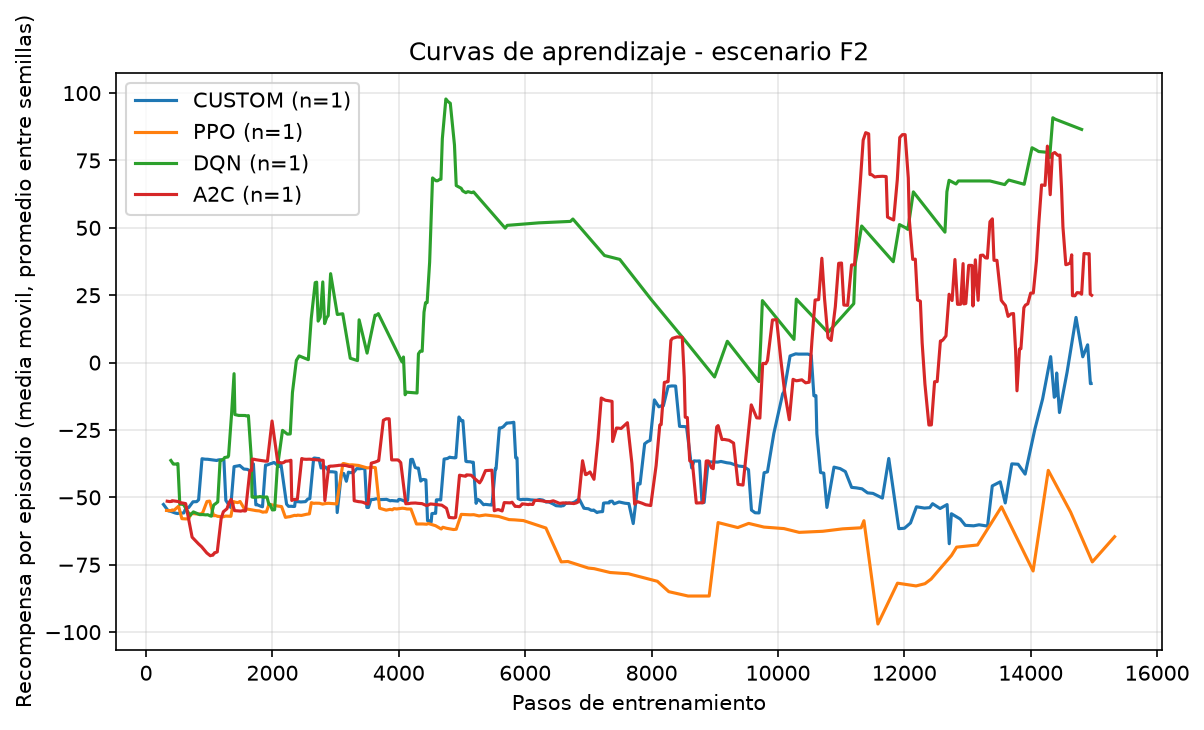 Curvas de aprendizaje - escenario F2
Recompensa por episodio (media movil, promedio entre semillas)
100
75
50
25
0
−25
−50
−75
−100
CUSTOM (n=1)
PPO (n=1)
DQN (n=1)
A2C (n=1)
0 2000 4000 6000 8000 10000 12000 14000 16000
Pasos de entrenamiento